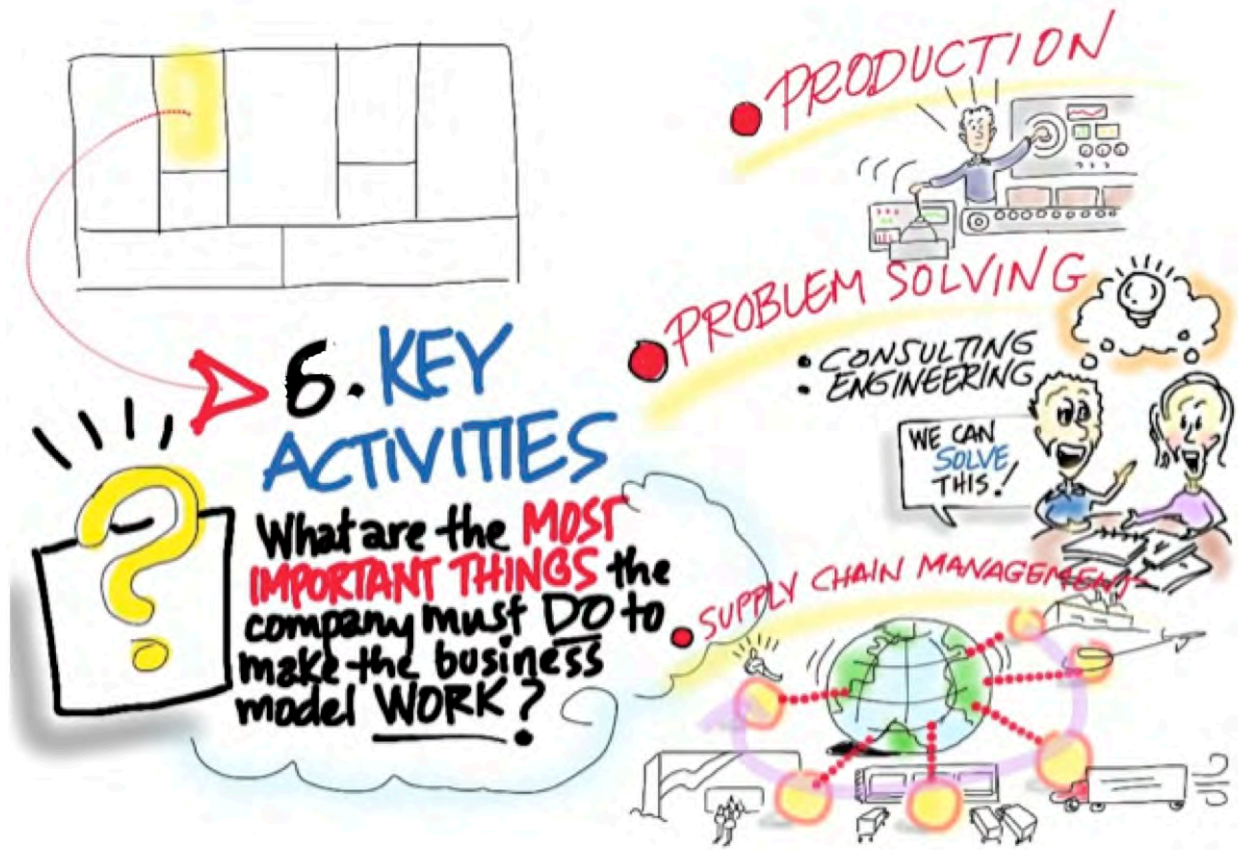 6. KEY
ACTIVITIES
What are the MOST
IMPORTANT THINGS the
company must DO to
make the business
model WORK?
PRODUCTION
PROBLEM SOLVING
• CONSULTING
• ENGINEERING
WE CAN
SOLVE
THIS!
SUPPLY CHAIN MANAGEMENT